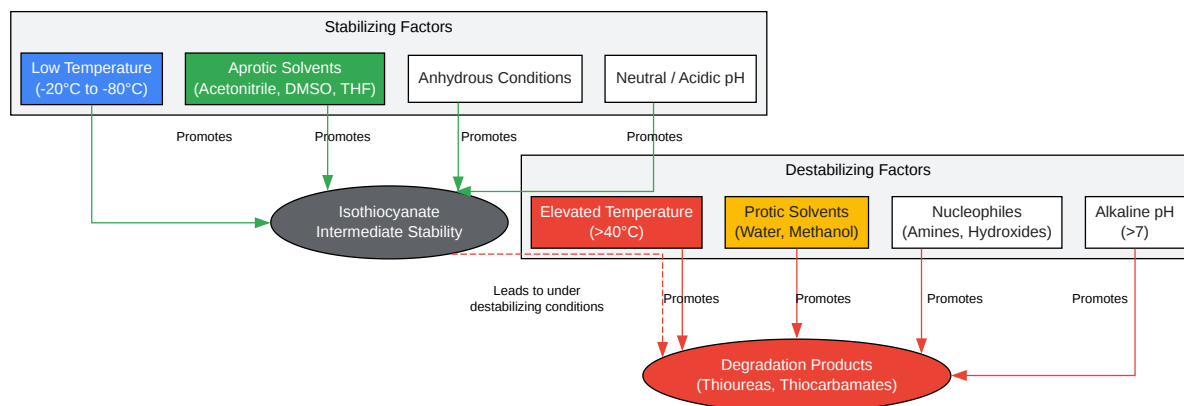 Stabilizing Factors
Low Temperature
(-20°C to -80°C)
Aprotic Solvents
(Acetonitrile, DMSO, THF)
Anhydrous Conditions
Neutral / Acidic pH
Promotes
Promotes
Promotes
Promotes
Isothiocyanate
Intermediate Stability
Destabilizing Factors
Elevated Temperature
(>40°C)
Protic Solvents
(Water, Methanol)
Nucleophiles
(Amines, Hydroxides)
Alkaline pH
(>7)
Leads to under
destabilizing conditions
Promotes
Promotes
Promotes
Promotes
Degradation Products
(Thioureas, Thiocarbamates)